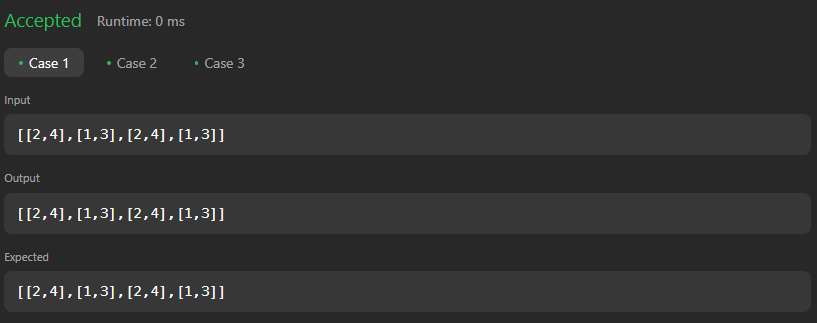 Accepted Runtime: 0 ms
Case 1 Case 2 Case 3
Input
[[2,4],[1,3],[2,4],[1,3]]
Output
[[2,4],[1,3],[2,4],[1,3]]
Expected
[[2,4],[1,3],[2,4],[1,3]]